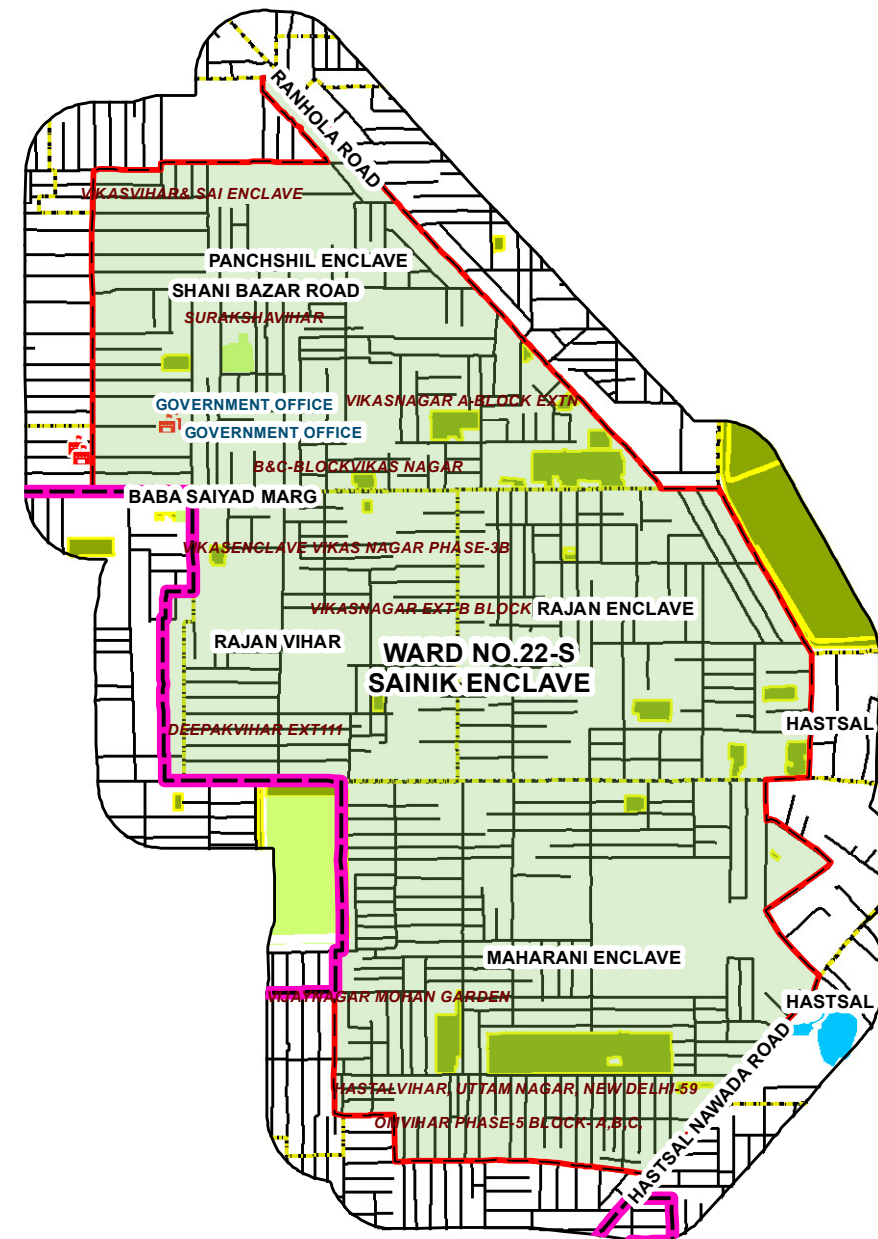 RANHOLA ROAD
VIKASVIHAR& SAI ENCLAVE
PANCHSHIL ENCLAVE
SHANI BAZAR ROAD
SURAKSHAVIHAR
GOVERNMENT OFFICE
VIKASNAGAR A-BLOCK EXTN
GOVERNMENT OFFICE
B&C-BLOCKVIKAS NAGAR
BABA SAIYAD MARG
VIKASENCLAVE VIKAS NAGAR PHASE-3B
VIKASNAGAR EXT-B BLOCK
RAJAN ENCLAVE
RAJAN VIHAR
WARD NO.22-S
SAINIK ENCLAVE
HASTSAL
DEEPAKVIHAR EXT111
MAHARANI ENCLAVE
VIJAYNAGAR MOHAN GARDEN
HASTSAL
HASTALVIHAR, UTTAM NAGAR, NEW DELHI-59
OMVIHAR PHASE-5 BLOCK- A,B,C,
HASTSAL NAWADA ROAD